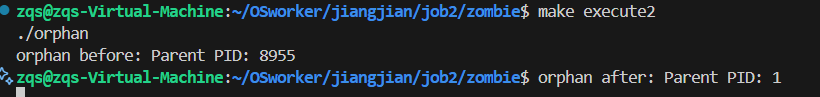 zqs@zqs-Virtual-Machine:~/OSworker/jiangjian/job2/zombie$ make execute2
./orphan
orphan before: Parent PID: 8955
zqs@zqs-Virtual-Machine:~/OSworker/jiangjian/job2/zombie$ orphan after: Parent PID: 1